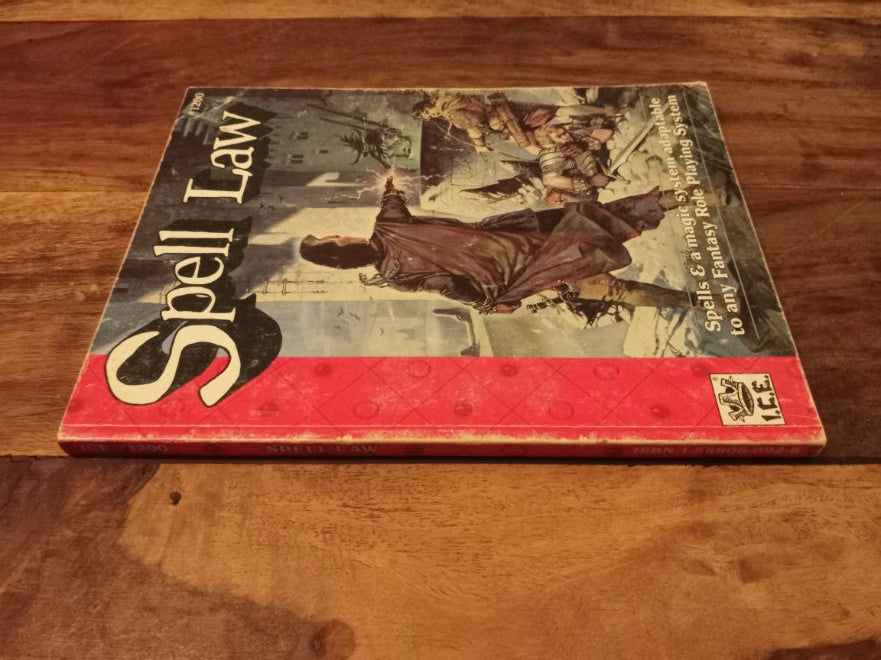 #1200
Spell Law
Spells & a magic system adaptable
to any Fantasy Role Playing System
I.C.E.
1200
SPELL LAW
ISBN 1-55806-092-8